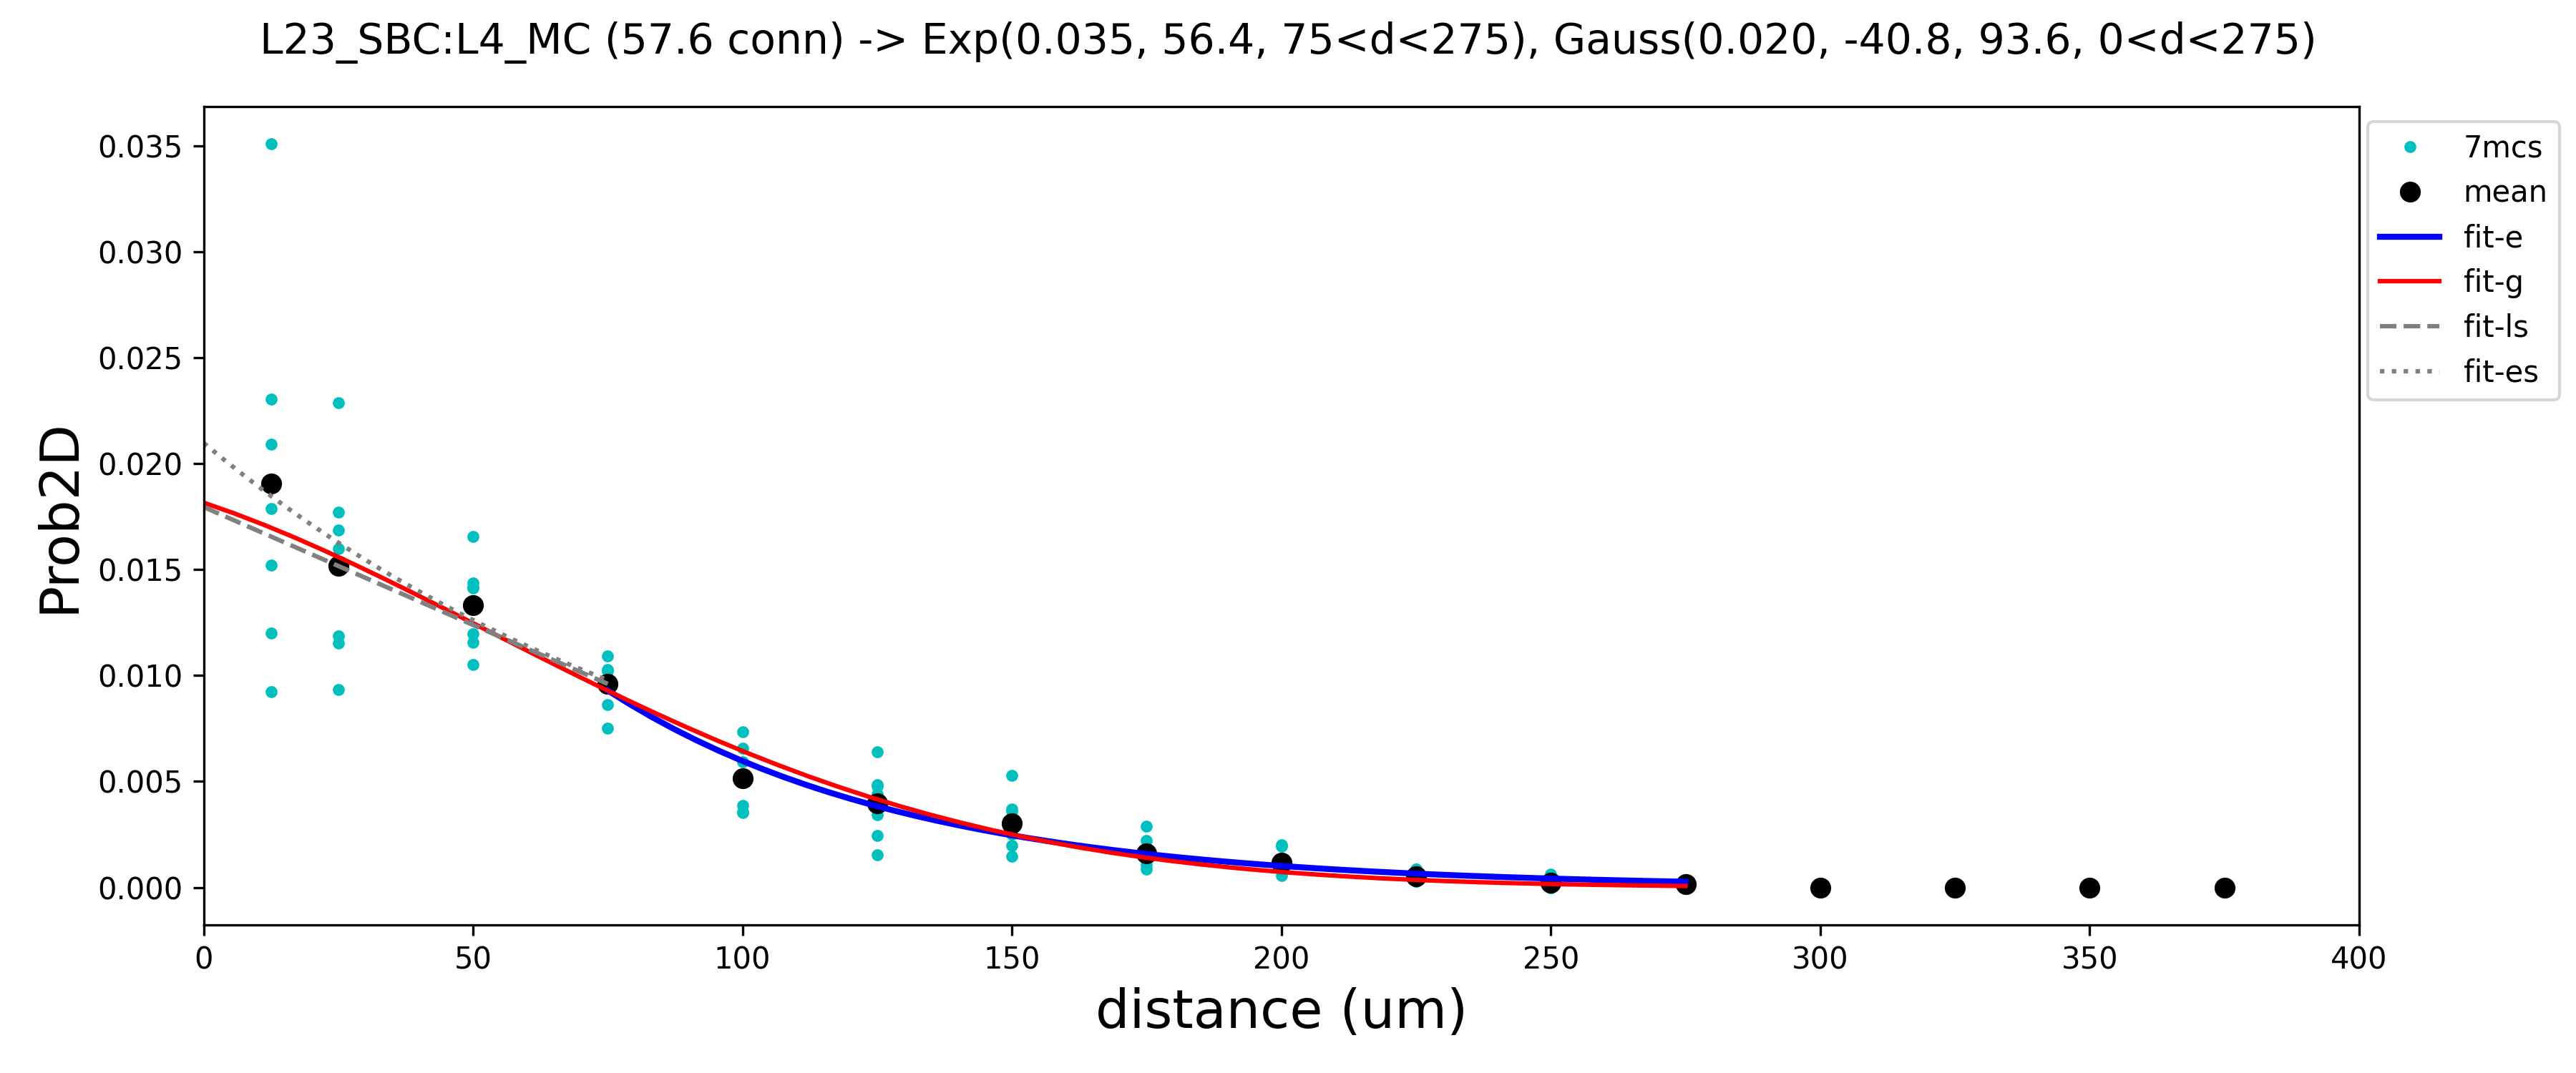 L23_SBC:L4_MC (57.6 conn) -> Exp(0.035, 56.4, 75<d<275), Gauss(0.020, -40.8, 93.6, 0<d<275)
Prob2D
0.035
0.030
0.025
0.020
0.015
0.010
0.005
0.000
0 50 100 150 200 250 300 350 400
distance (um)
7mcs
mean
fit-e
fit-g
fit-ls
fit-es